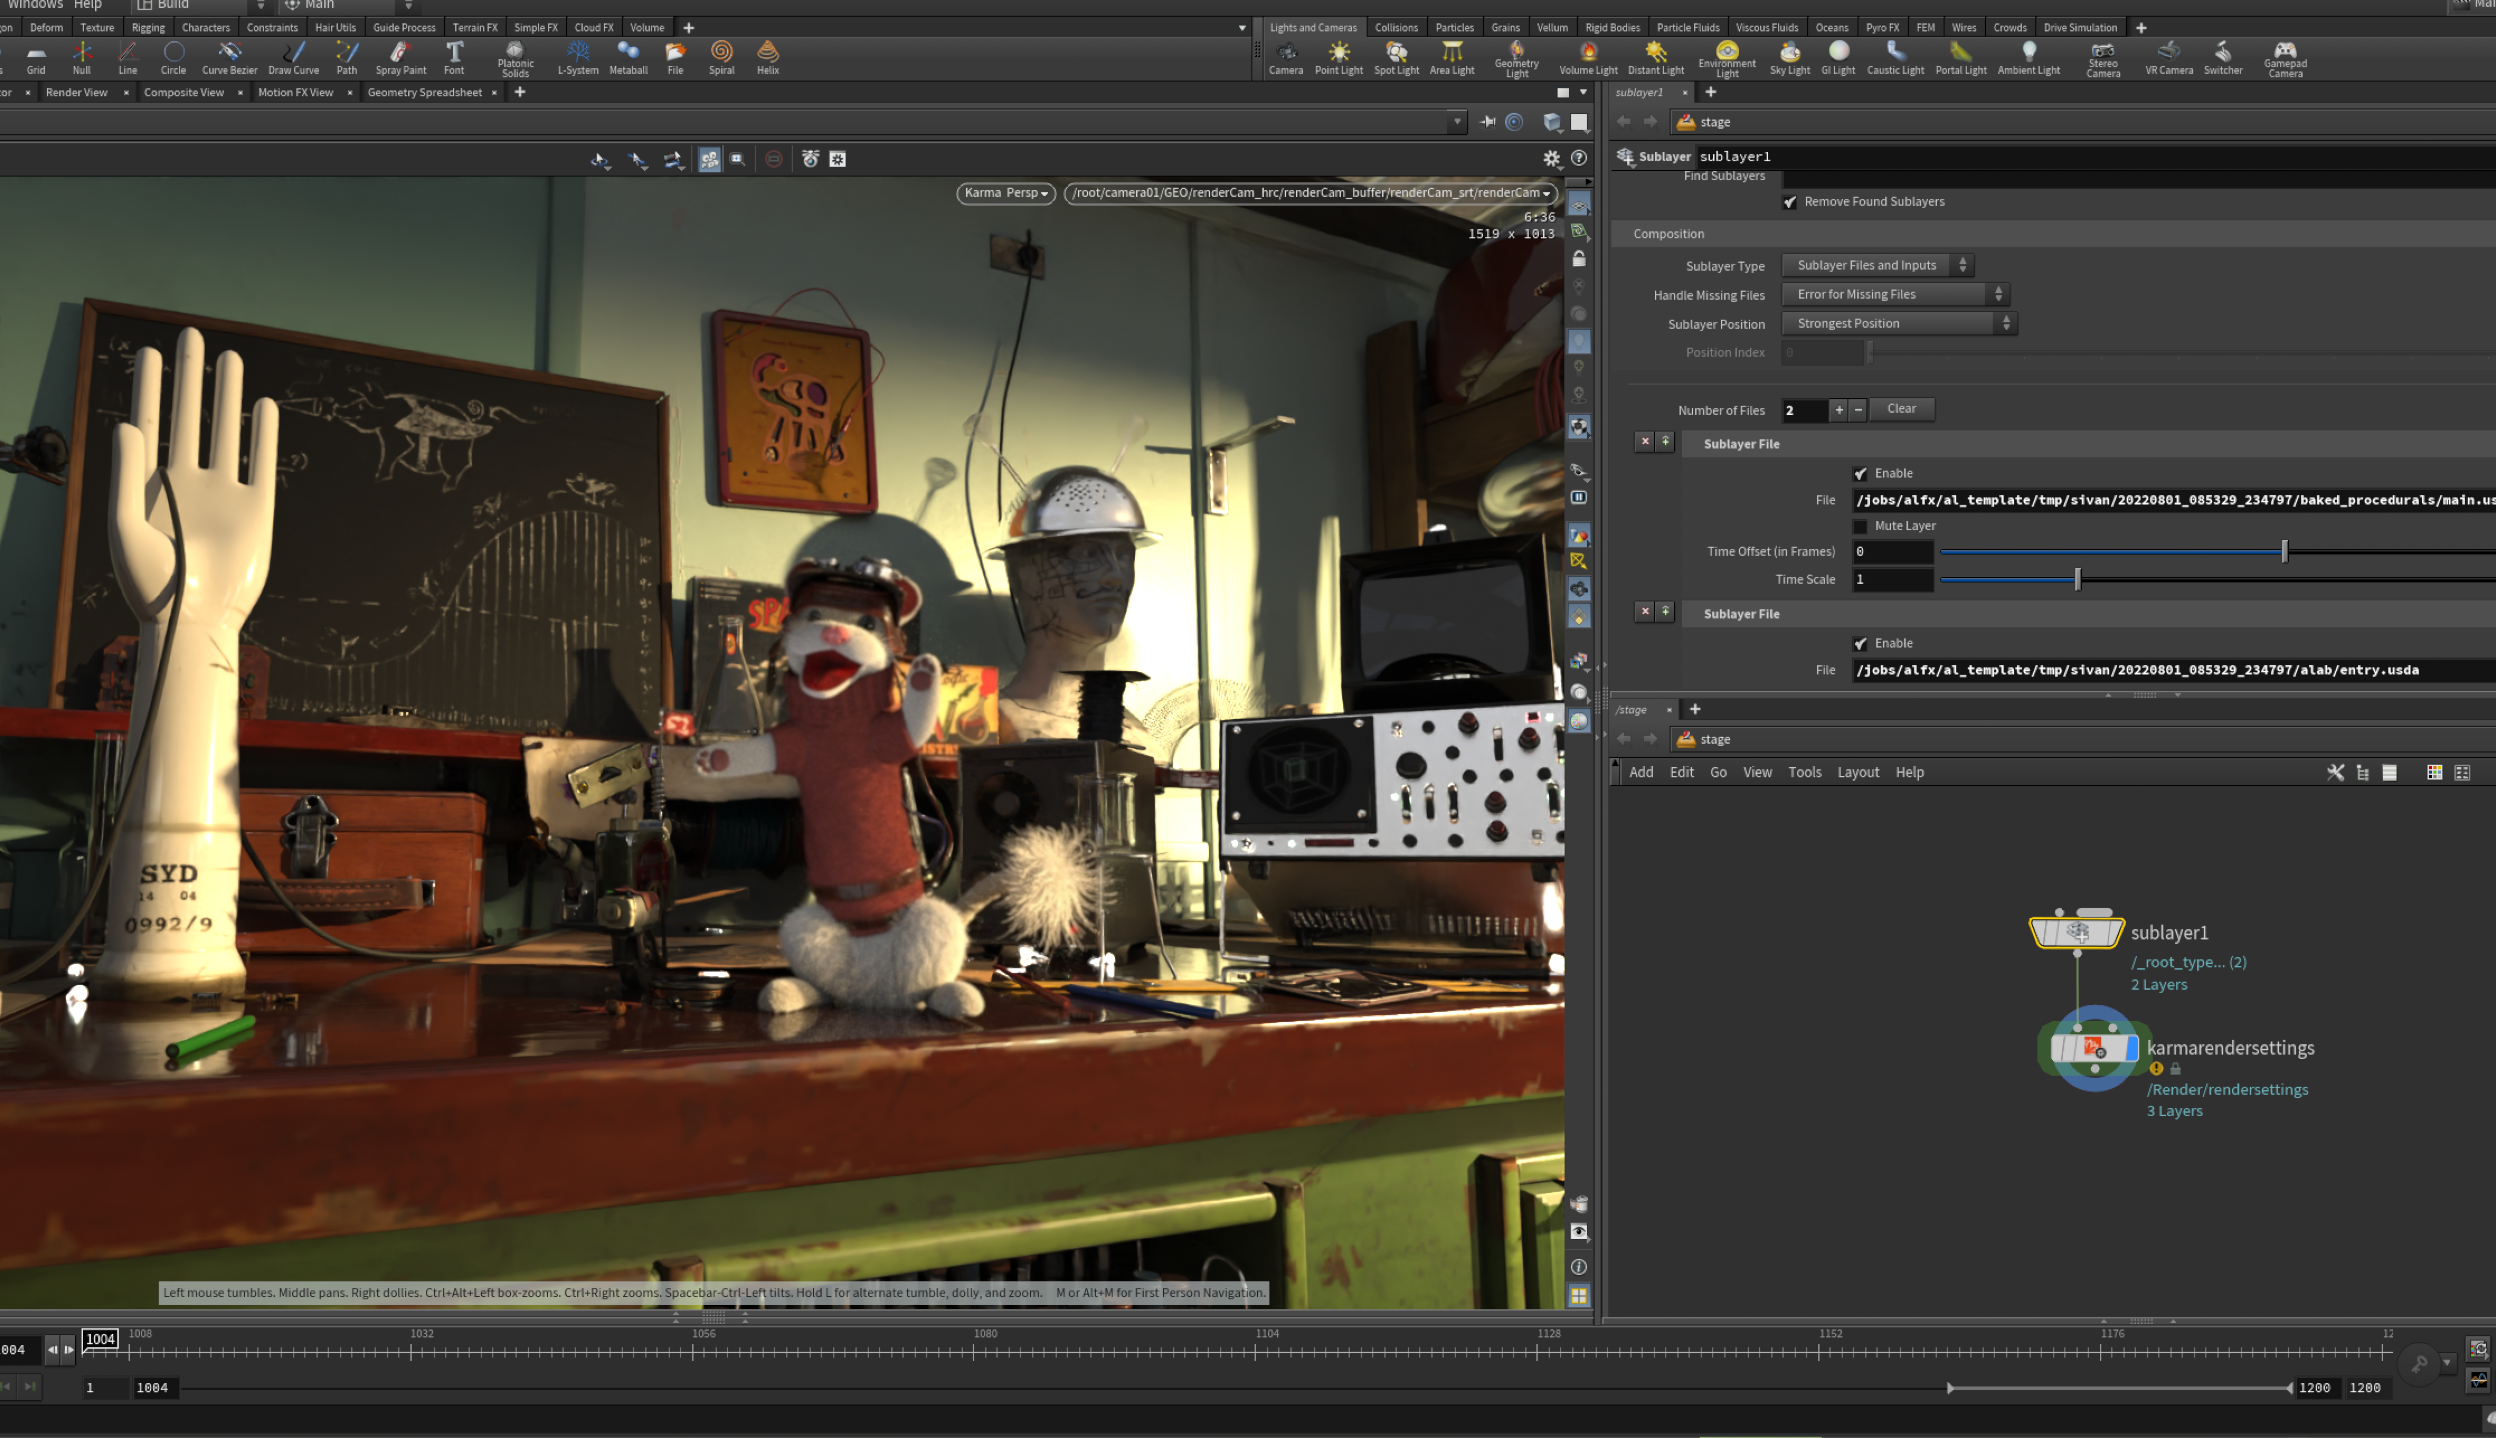 Windows Help Build Main
Deform Texture Rigging Characters Constraints Hair Utils Guide Process Terrain FX Simple FX Cloud FX Volume
Lights and Cameras Collisions Particles Grains Vellum Rigid Bodies Particle Fluids Viscous Fluids Oceans Pyro FX FEM Wires Crowds Drive Simulation
Grid Null Line Circle Curve Bezier Draw Curve Path Spray Paint Font Platonic Solids L-System Metaball File Spiral Helix
Camera Point Light Spot Light Area Light Geometry Light Volume Light Distant Light Environment Light Sky Light GI Light Caustic Light Portal Light Ambient Light Stereo Camera VR Camera Switcher Gamepad Camera
Render View Composite View Motion FX View Geometry Spreadsheet
Karma Persp /root/camera01/GEO/renderCam_hrc/renderCam_buffer/renderCam_srt/renderCam
6:36
1519 x 1013
SYD
14 04
0992/9
Left mouse tumbles. Middle pans. Right dollies. Ctrl+Alt+Left box-zooms. Ctrl+Right zooms. Spacebar-Ctrl-Left tilts. Hold L for alternate tumble, dolly, and zoom. M or Alt+M for First Person Navigation.
sublayer1
stage
Sublayer sublayer1
Find Sublayers
Remove Found Sublayers
Composition
Sublayer Type Sublayer Files and Inputs
Handle Missing Files Error for Missing Files
Sublayer Position Strongest Position
Position Index 0
Number of Files 2 + − Clear
Sublayer File
Enable
File /jobs/alfx/al_template/tmp/sivan/20220801_085329_234797/baked_procedurals/main.us
Mute Layer
Time Offset (in Frames) 0
Time Scale 1
Sublayer File
Enable
File /jobs/alfx/al_template/tmp/sivan/20220801_085329_234797/alab/entry.usda
/stage
stage
Add Edit Go View Tools Layout Help
sublayer1
/_root_type... (2)
2 Layers
karmarendersettings
/Render/rendersettings
3 Layers
004 1004 1008 1032 1056 1080 1104 1128 1152 1176
1 1004 1200 1200